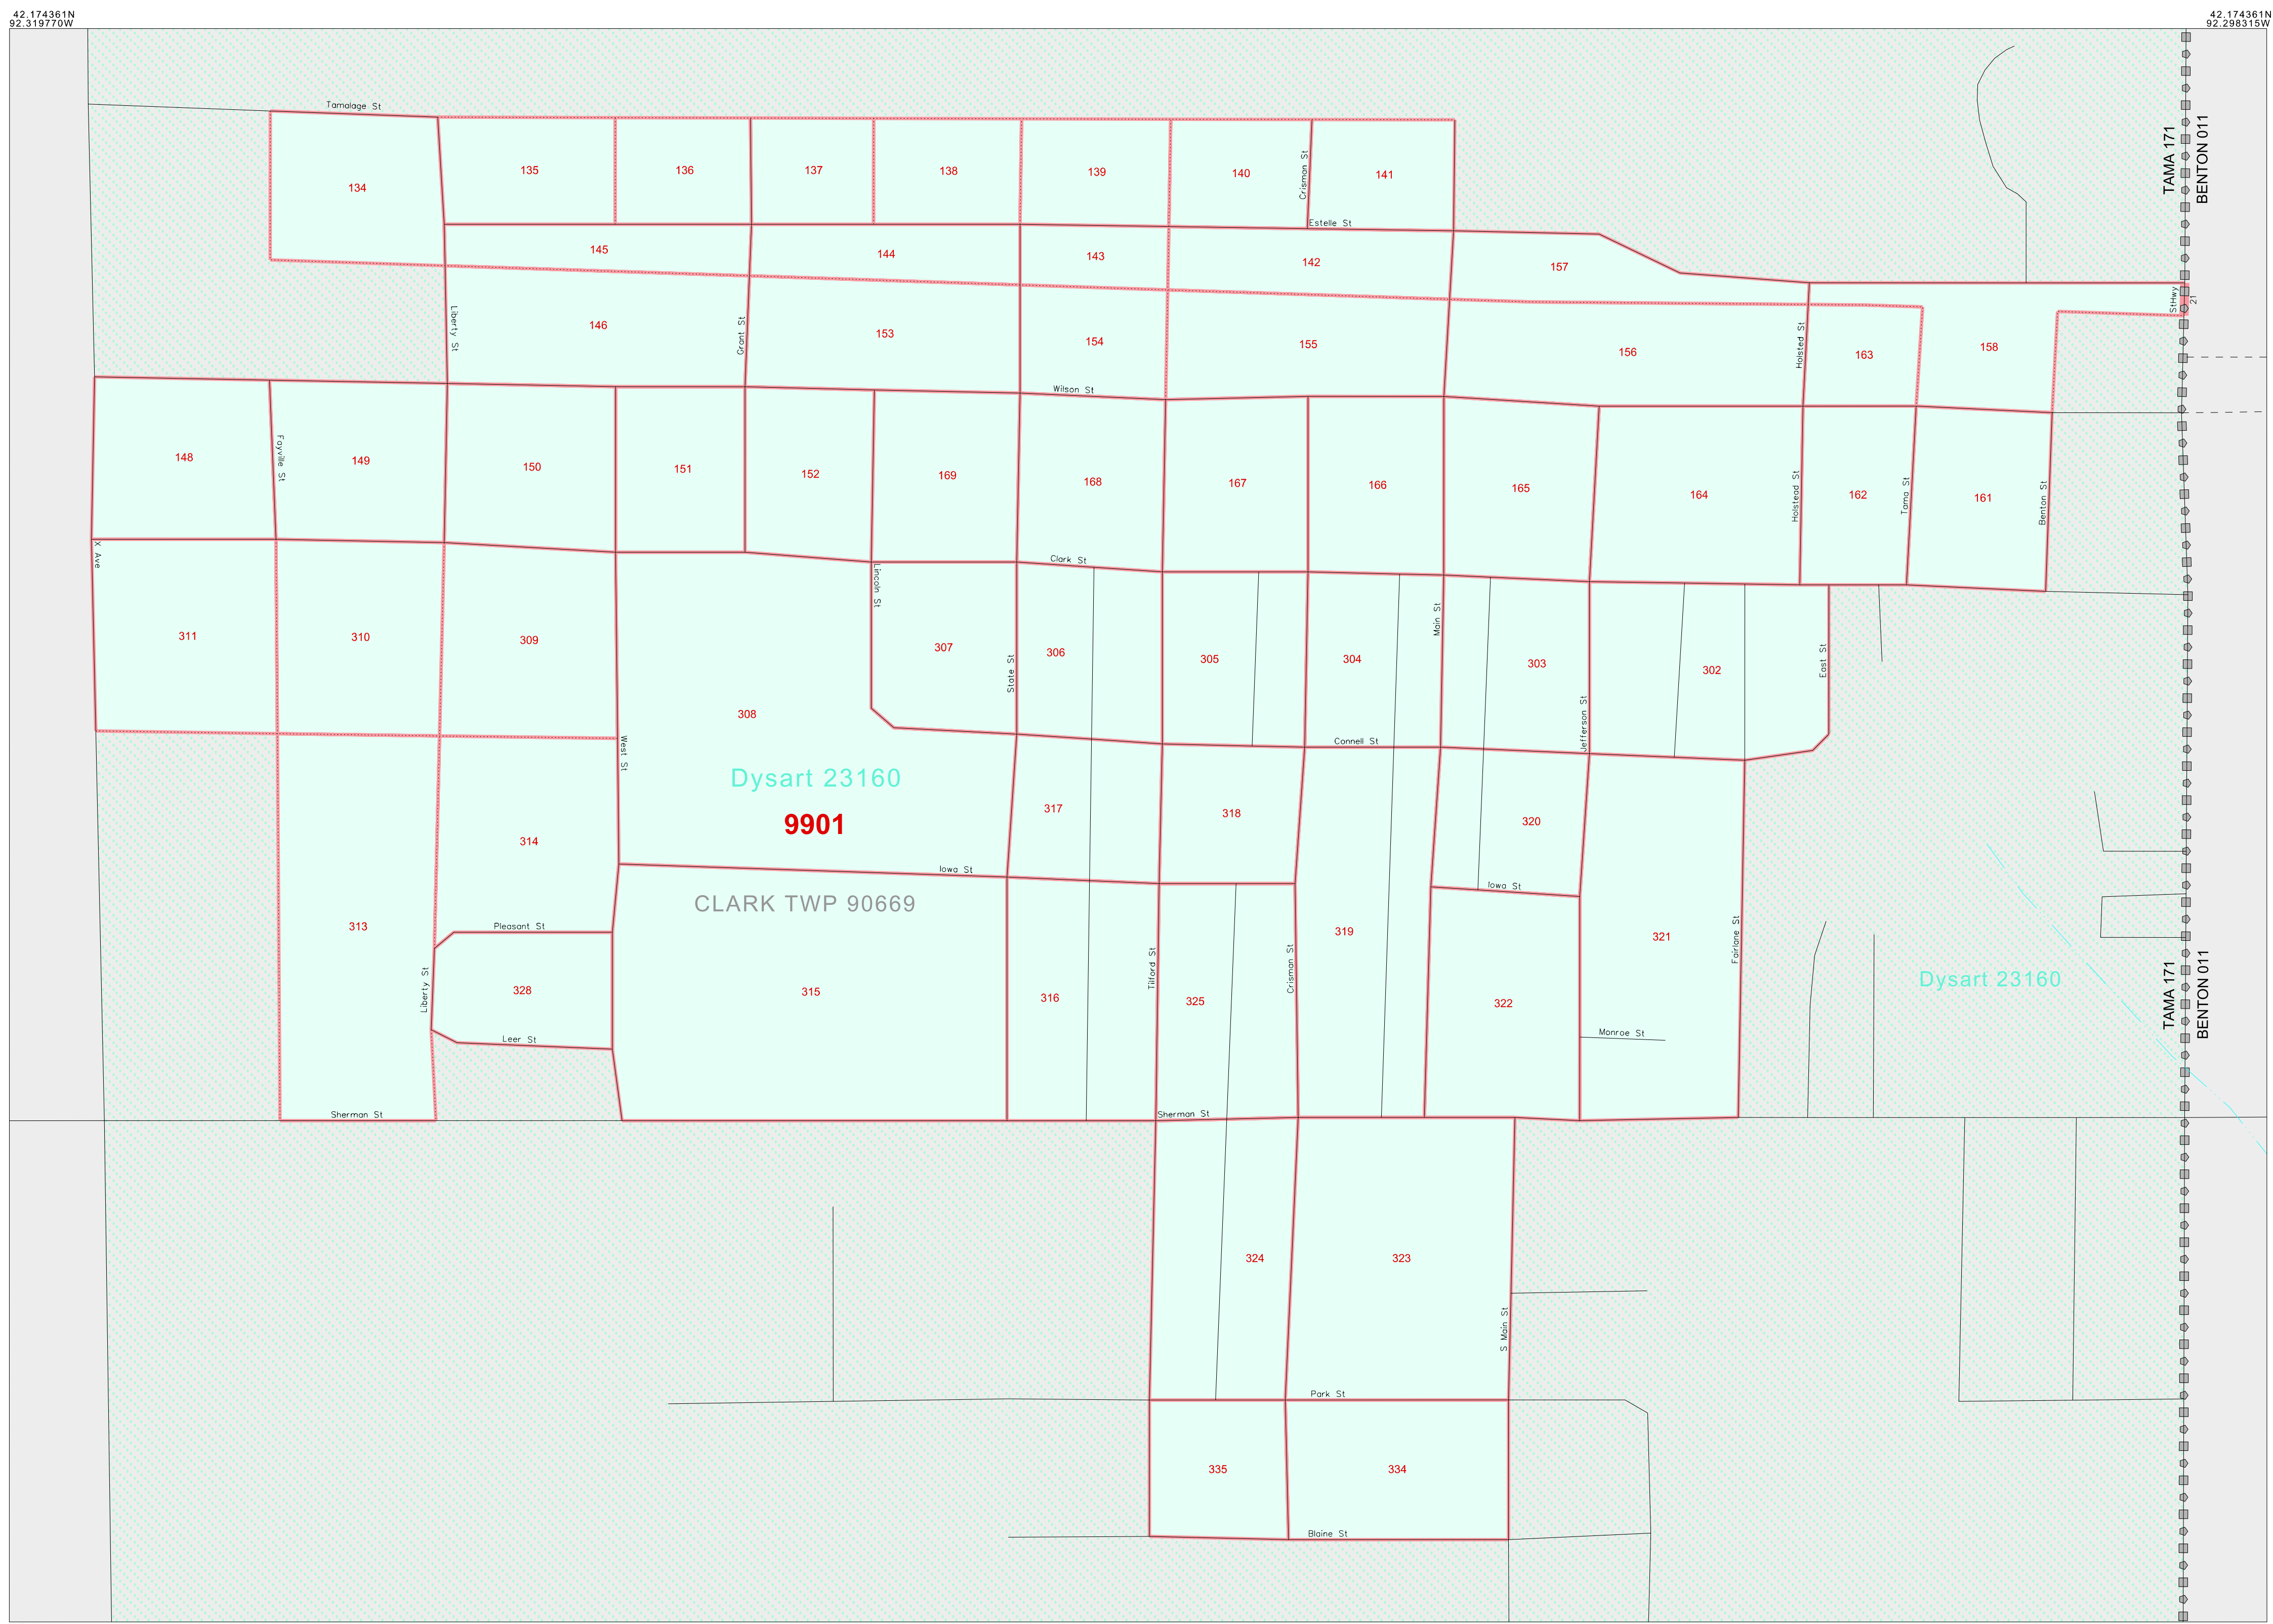 42.174361N
92.319770W
42.174361N
92.298315W
Tamalage St
TAMA 171
BENTON 011
135
136
137
138
139
140
Crisman St
141
134
Estelle St
145
144
143
142
157
StHwy
21
Liberty St
146
Grant St
153
154
155
156
Holsted St
163
158
Wilson St
148
Fayville St
149
150
151
152
169
168
167
166
165
164
Holstead St
162
Tama St
161
Benton St
X Ave
Clark St
Lincoln St
311
310
309
307
State St
306
305
304
Main St
303
302
East St
308
West St
Connell St
Jefferson St
Dysart 23160
9901
317
318
320
314
Iowa St
Iowa St
CLARK TWP 90669
313
Pleasant St
319
321
Fairlane St
Liberty St
328
315
316
Tilford St
325
Crisman St
322
Dysart 23160
TAMA 171
BENTON 011
Leer St
Monroe St
Sherman St
Sherman St
324
323
S Main St
Park St
335
334
Blaine St